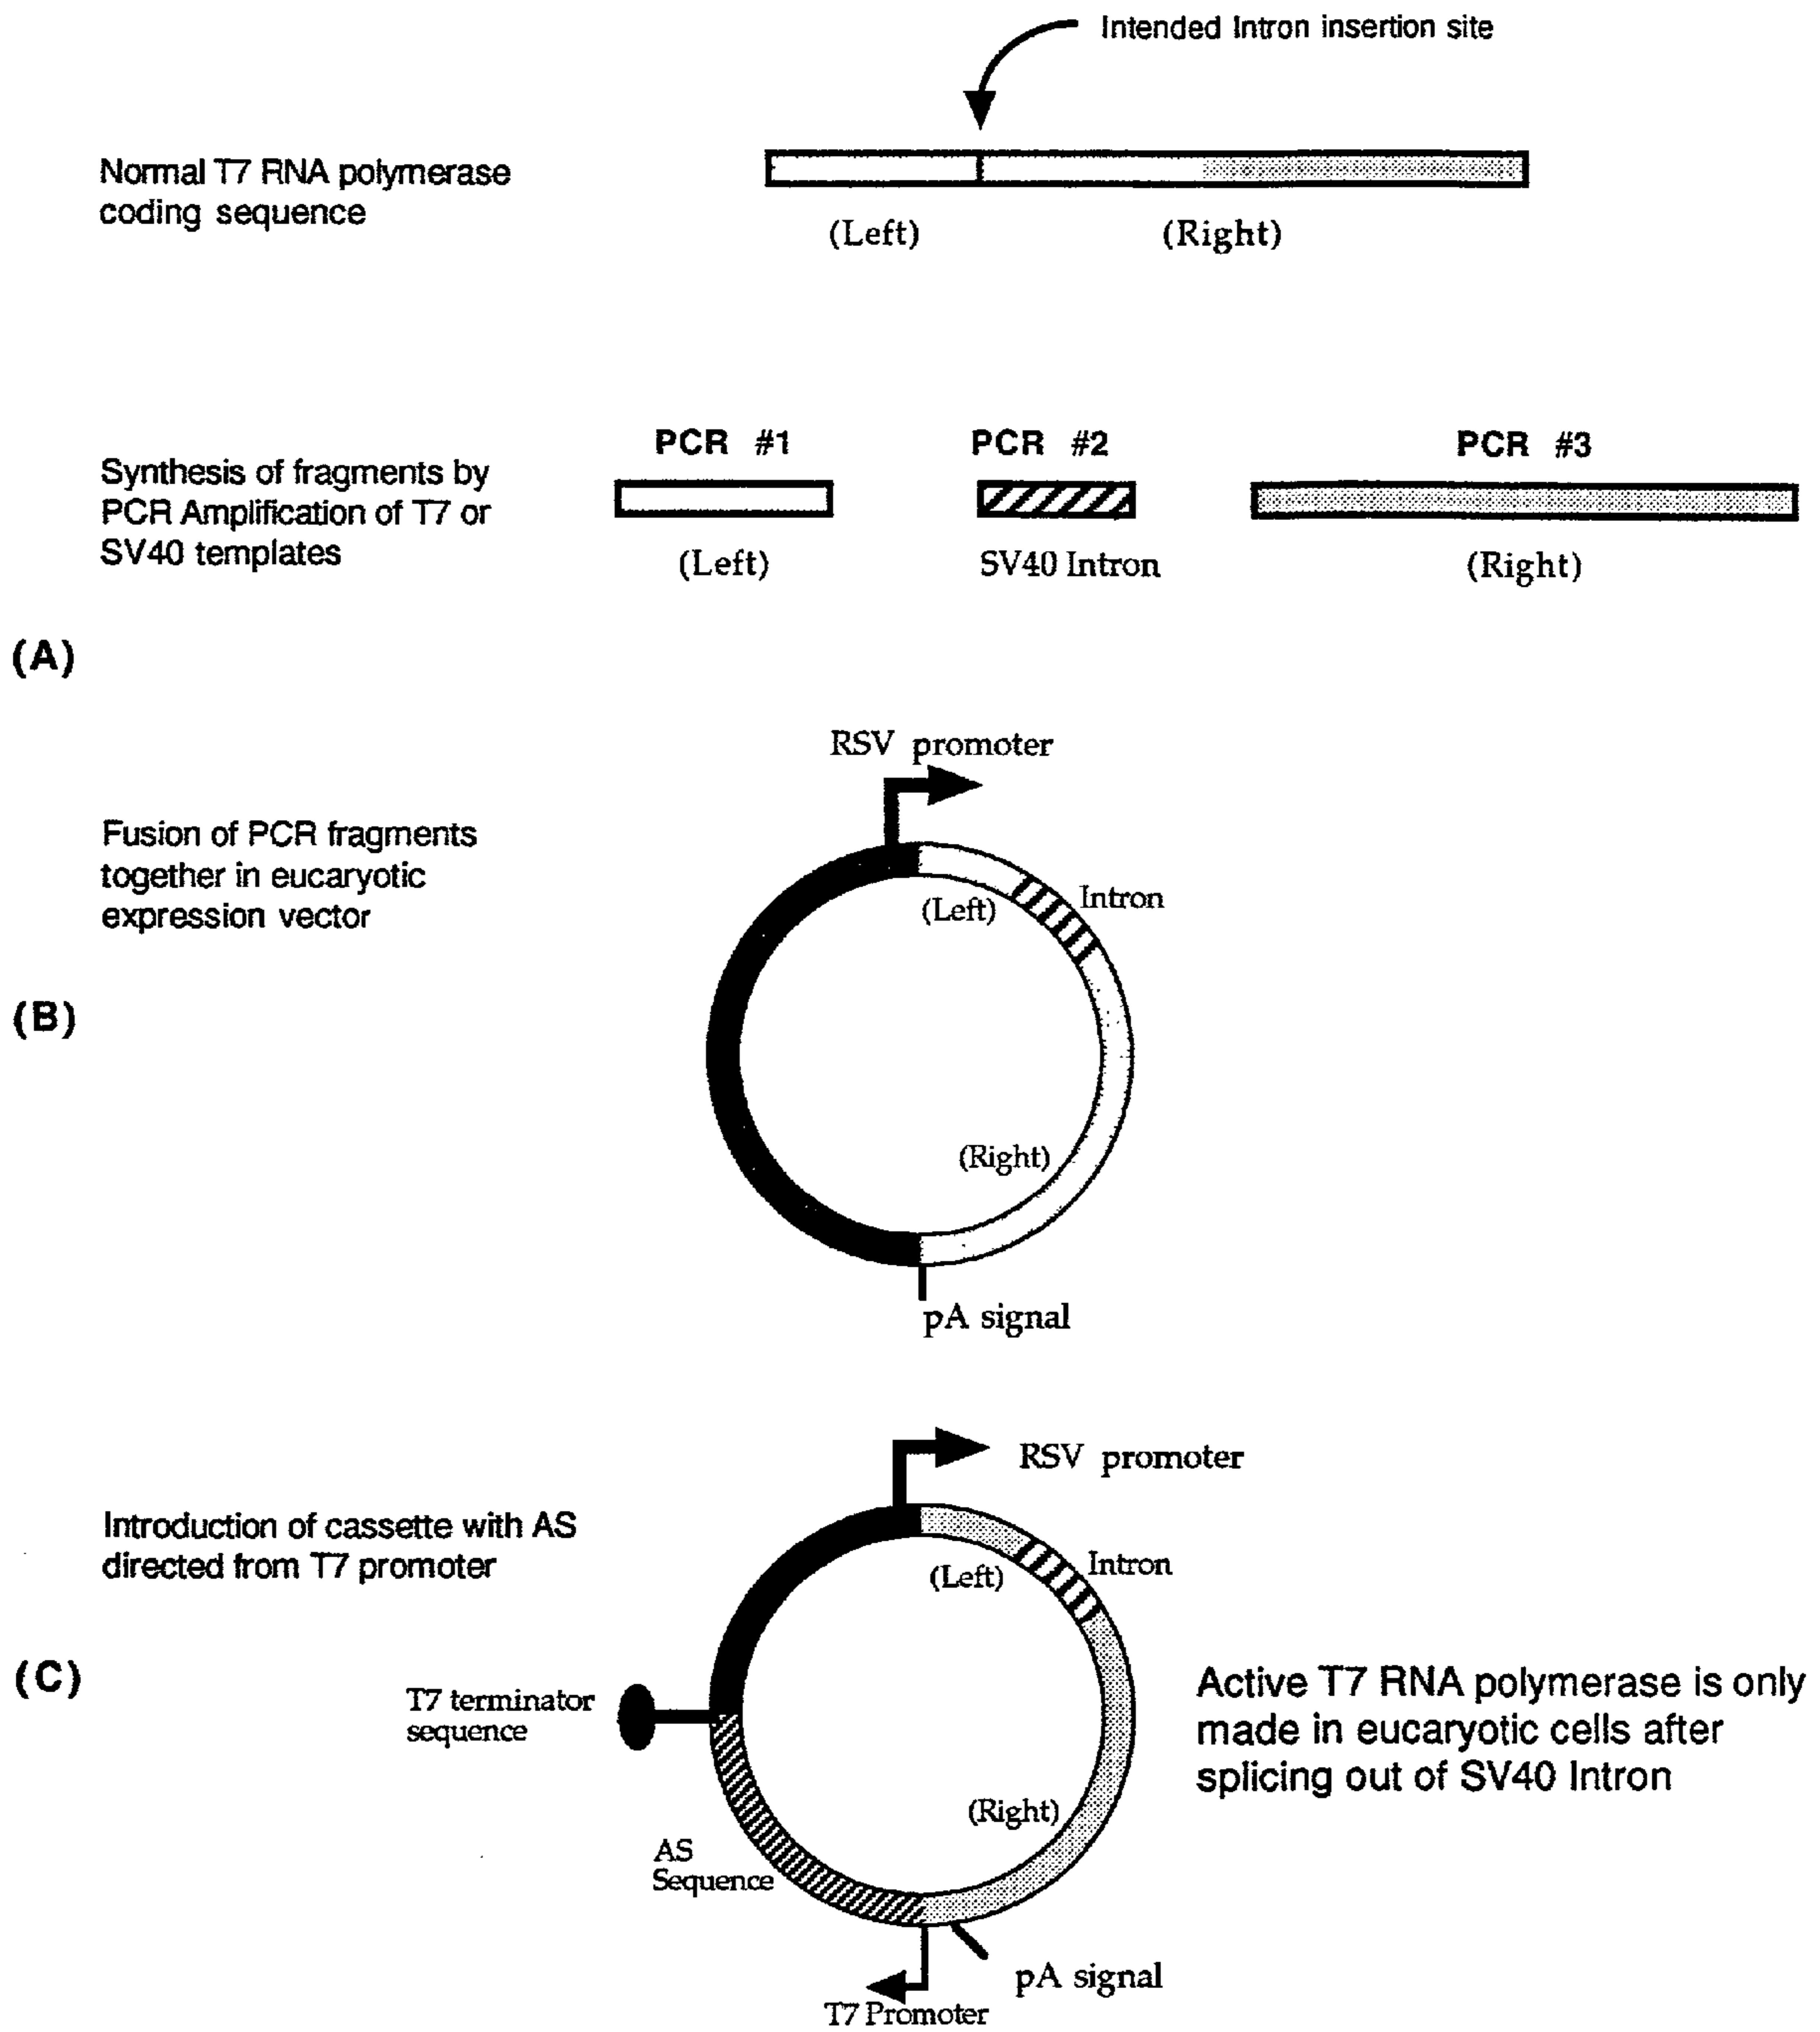 Intended Intron insertion site
Normal T7 RNA polymerase
coding sequence
(Left)
(Right)
PCR #1
PCR #2
PCR #3
Synthesis of fragments by
PCR Amplification of T7 or
SV40 templates
(Left)
SV40 Intron
(Right)
(A)
RSV promoter
Fusion of PCR fragments
together in eucaryotic
expression vector
(Left)
Intron
(B)
(Right)
pA signal
RSV promoter
Introduction of cassette with AS
directed from T7 promoter
(Left)
Intron
(C)
T7 terminator
sequence
Active T7 RNA polymerase is only
made in eucaryotic cells after
splicing out of SV40 Intron
(Right)
AS
Sequence
pA signal
T7 Promoter